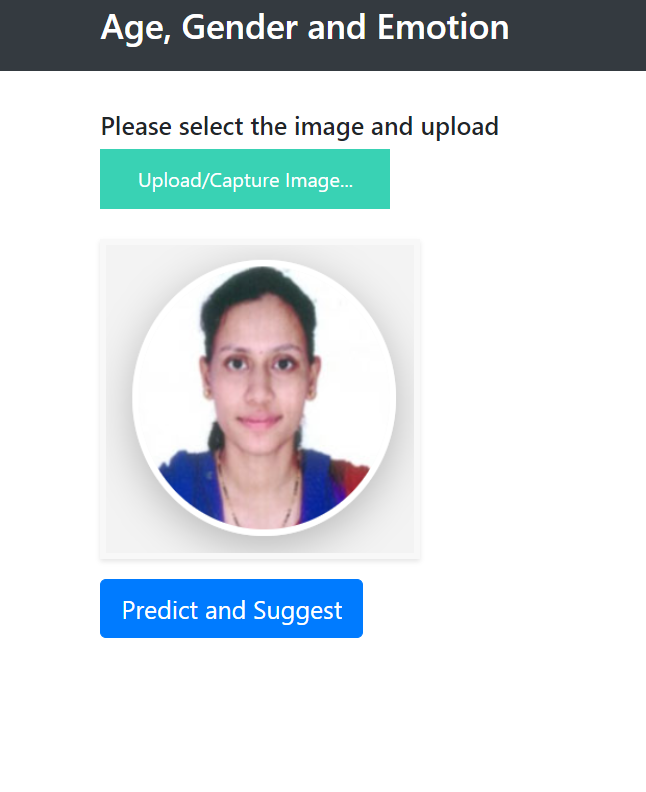 Age, Gender and Emotion
Please select the image and upload
Upload/Capture Image...
Predict and Suggest